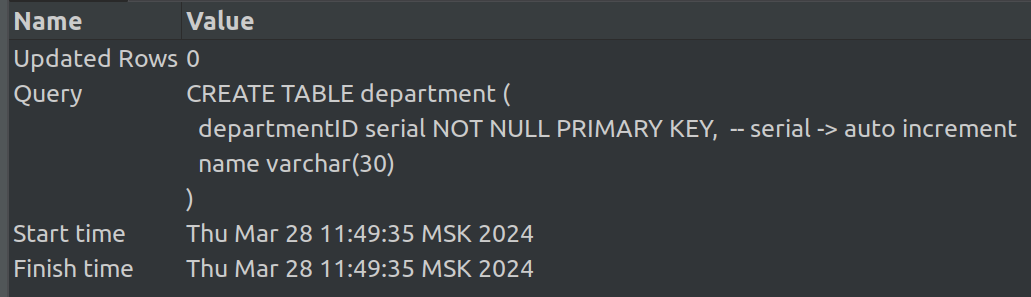 Name Value
Updated Rows 0
Query CREATE TABLE department (
departmentID serial NOT NULL PRIMARY KEY,  -- serial -> auto increment
name varchar(30)
)
Start time Thu Mar 28 11:49:35 MSK 2024
Finish time Thu Mar 28 11:49:35 MSK 2024